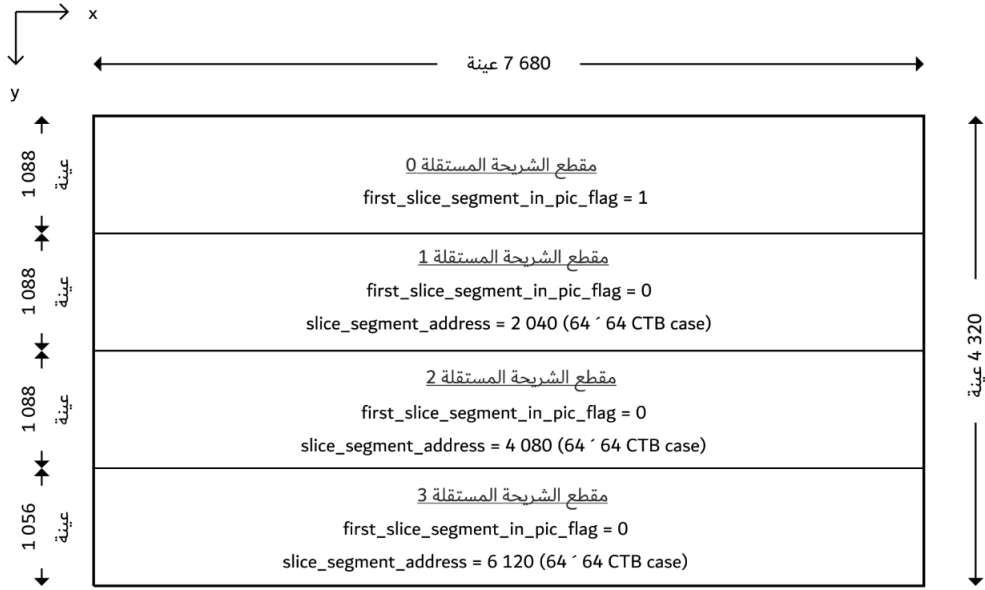 x
7 680 عينة
y
1 088 عينة
مقطع الشريحة المستقلة 0
first_slice_segment_in_pic_flag = 1
1 088 عينة
مقطع الشريحة المستقلة 1
first_slice_segment_in_pic_flag = 0
slice_segment_address = 2 040 (64 ´ 64 CTB case)
4 320 عينة
1 088 عينة
مقطع الشريحة المستقلة 2
first_slice_segment_in_pic_flag = 0
slice_segment_address = 4 080 (64 ´ 64 CTB case)
1 056 عينة
مقطع الشريحة المستقلة 3
first_slice_segment_in_pic_flag = 0
slice_segment_address = 6 120 (64 ´ 64 CTB case)